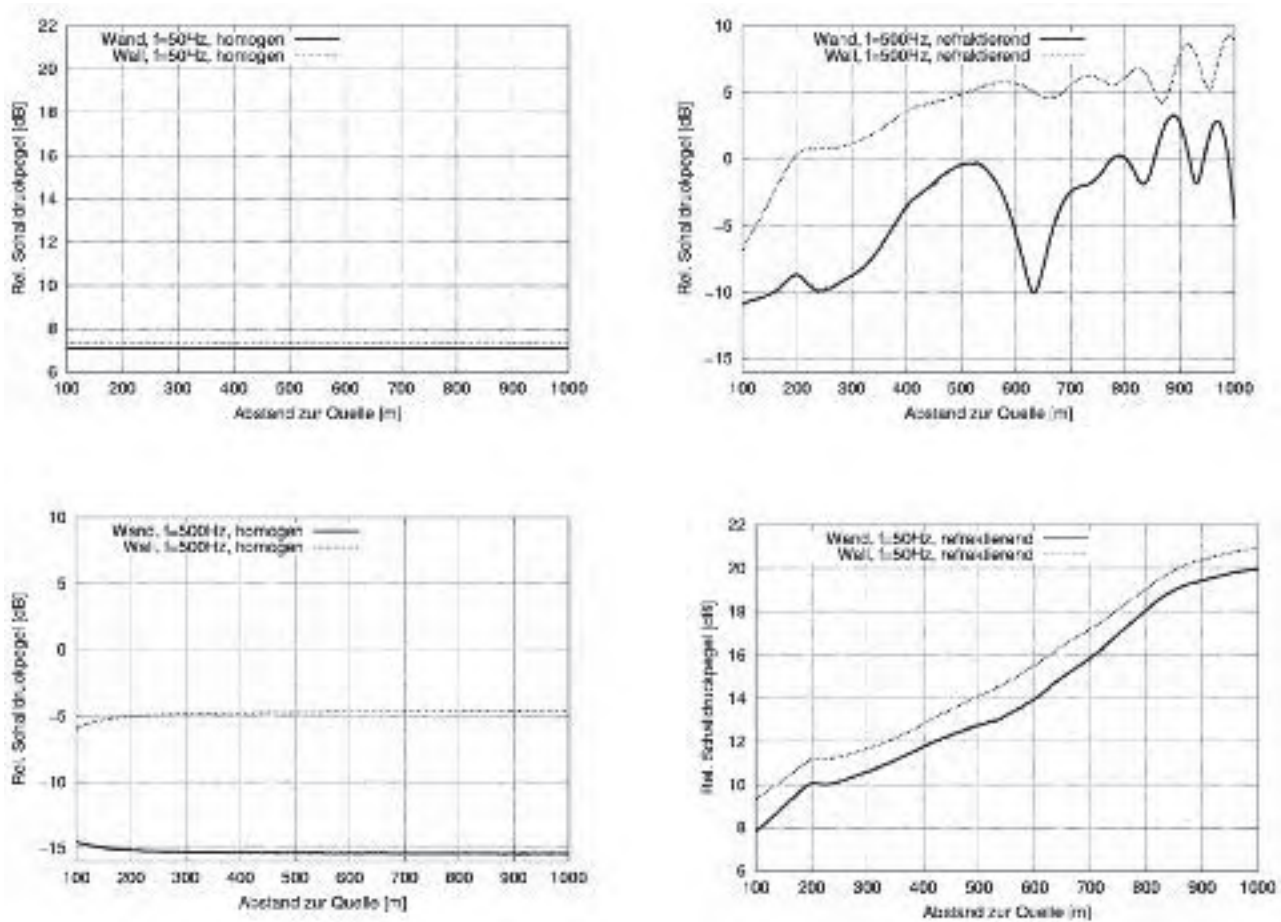 22
20
18
16
14
12
10
8
6
Rel. Schalldruckpegel [dB]
Wand, f=50Hz, homogen
Wall, f=50Hz, homogen
100 200 300 400 500 600 700 800 900 1000
Abstand zur Quelle [m]
10
5
0
−5
−10
−15
Rel. Schalldruckpegel [dB]
Wand, f=500Hz, refraktierend
Wall, f=500Hz, refraktierend
100 200 300 400 500 600 700 800 900 1000
Abstand zur Quelle [m]
10
5
0
−5
−10
−15
Rel. Schalldruckpegel [dB]
Wand, f=500Hz, homogen
Wall, f=500Hz, homogen
100 200 300 400 500 600 700 800 900 1000
Abstand zur Quelle [m]
22
20
18
16
14
12
10
8
6
Rel. Schalldruckpegel [dB]
Wand, f=50Hz, refraktierend
Wall, f=50Hz, refraktierend
100 200 300 400 500 600 700 800 900 1000
Abstand zur Quelle [m]